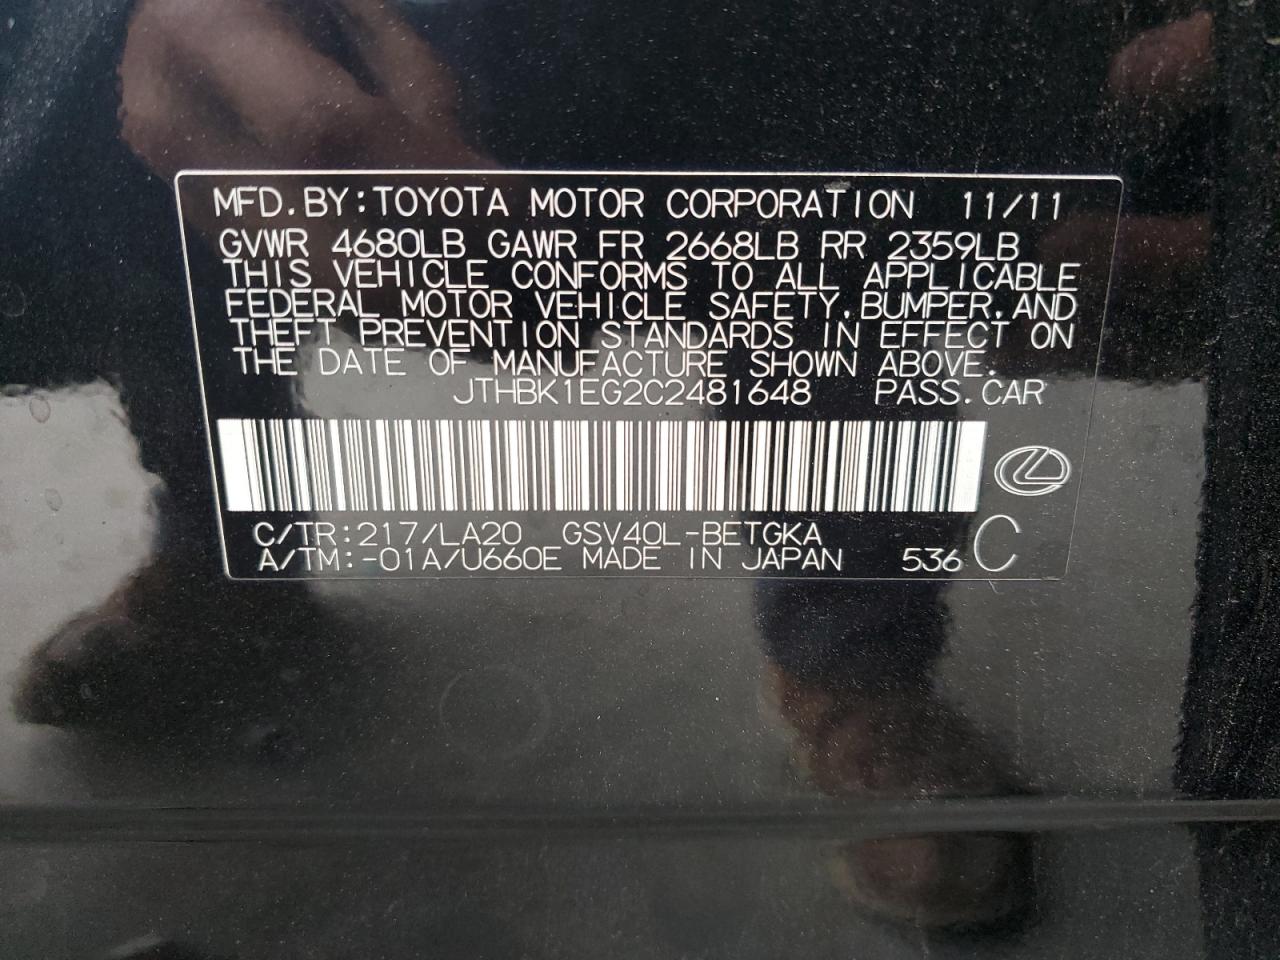 MFD.BY:TOYOTA MOTOR CORPORATION 11/11
GVWR 4680LB GAWR FR 2668LB RR 2359LB
THIS VEHICLE CONFORMS TO ALL APPLICABLE
FEDERAL MOTOR VEHICLE SAFETY,BUMPER,AND
THEFT PREVENTION STANDARDS IN EFFECT ON
THE DATE OF MANUFACTURE SHOWN ABOVE.
JTHBK1EG2C2481648 PASS.CAR
C/TR:217/LA20 GSV40L-BETGKA
A/TM:-01A/U660E MADE IN JAPAN 536 C